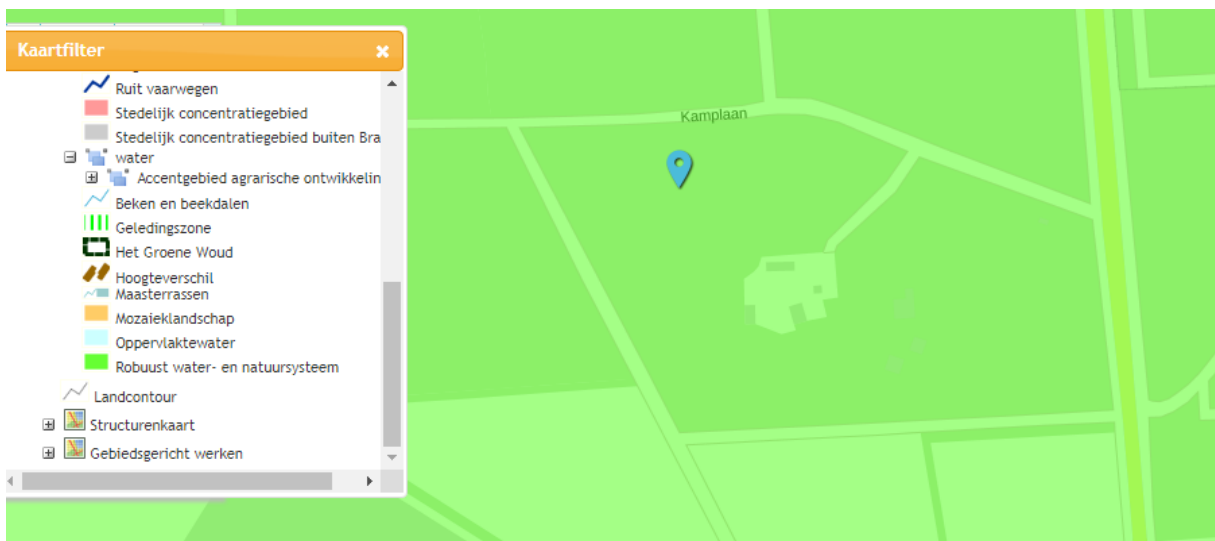 Kaartfilter
Ruit vaarwegen
Stedelijk concentratiegebied
Stedelijk concentratiegebied buiten Bra
water
Accentgebied agrarische ontwikkelin
Beken en beekdalen
Geledingszone
Het Groene Woud
Hoogteverschil
Maasterrassen
Mozaieklandschap
Oppervlaktewater
Robuust water- en natuursysteem
Landcontour
Structurenkaart
Gebiedsgericht werken
Kamplaan